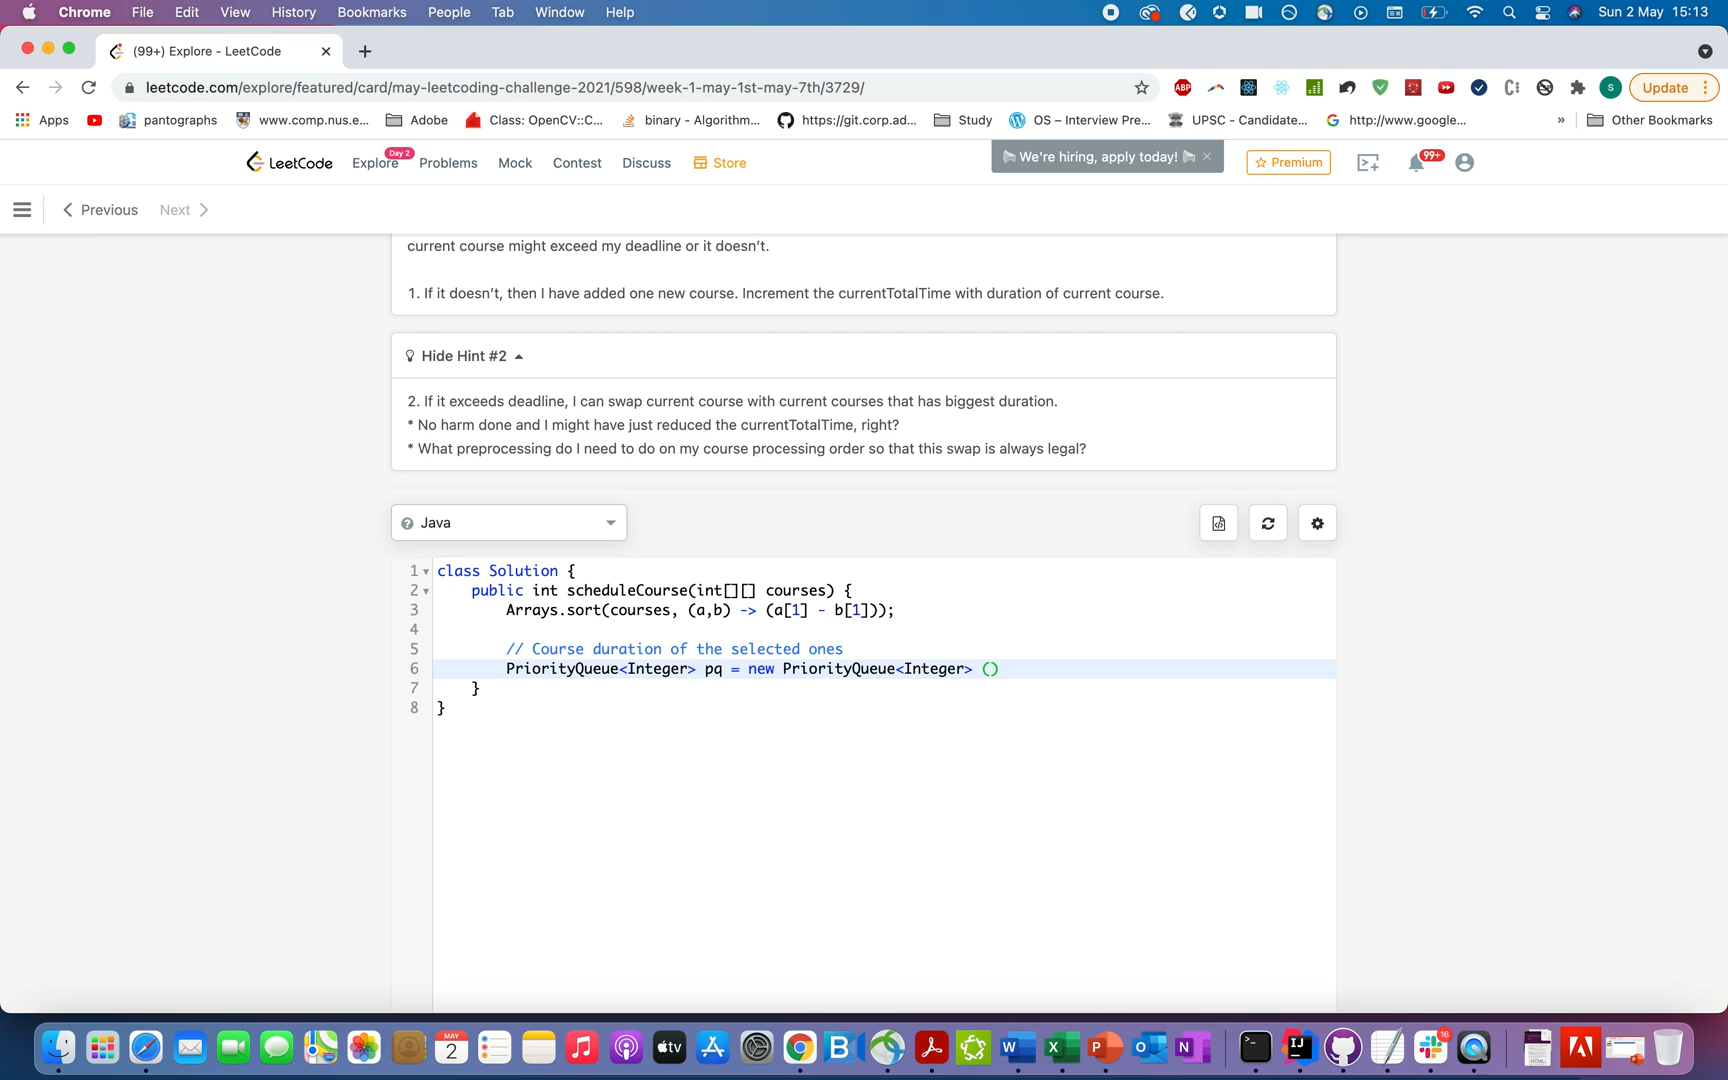 Chrome File Edit View History Bookmarks People Tab Window Help Sun 2 May 15:13
(99+) Explore - LeetCode
leetcode.com/explore/featured/card/may-leetcoding-challenge-2021/598/week-1-may-1st-may-7th/3729/
ABP S Update
Apps pantographs www.comp.nus.e... Adobe Class: OpenCV::C... binary - Algorithm... https://git.corp.ad... Study OS – Interview Pre... UPSC - Candidate... http://www.google... » Other Bookmarks
LeetCode Explore Day 2 Problems Mock Contest Discuss Store We're hiring, apply today! Premium 99+
Previous Next
current course might exceed my deadline or it doesn't.
1. If it doesn't, then I have added one new course. Increment the currentTotalTime with duration of current course.
Hide Hint #2
2. If it exceeds deadline, I can swap current course with current courses that has biggest duration.
* No harm done and I might have just reduced the currentTotalTime, right?
* What preprocessing do I need to do on my course processing order so that this swap is always legal?
Java
1 class Solution {
2 public int scheduleCourse(int[][] courses) {
3 Arrays.sort(courses, (a,b) -> (a[1] - b[1]));
4
5 // Course duration of the selected ones
6 PriorityQueue<Integer> pq = new PriorityQueue<Integer> ()
7 }
8 }
MAY
2
tv
W X P O N
IJ
16